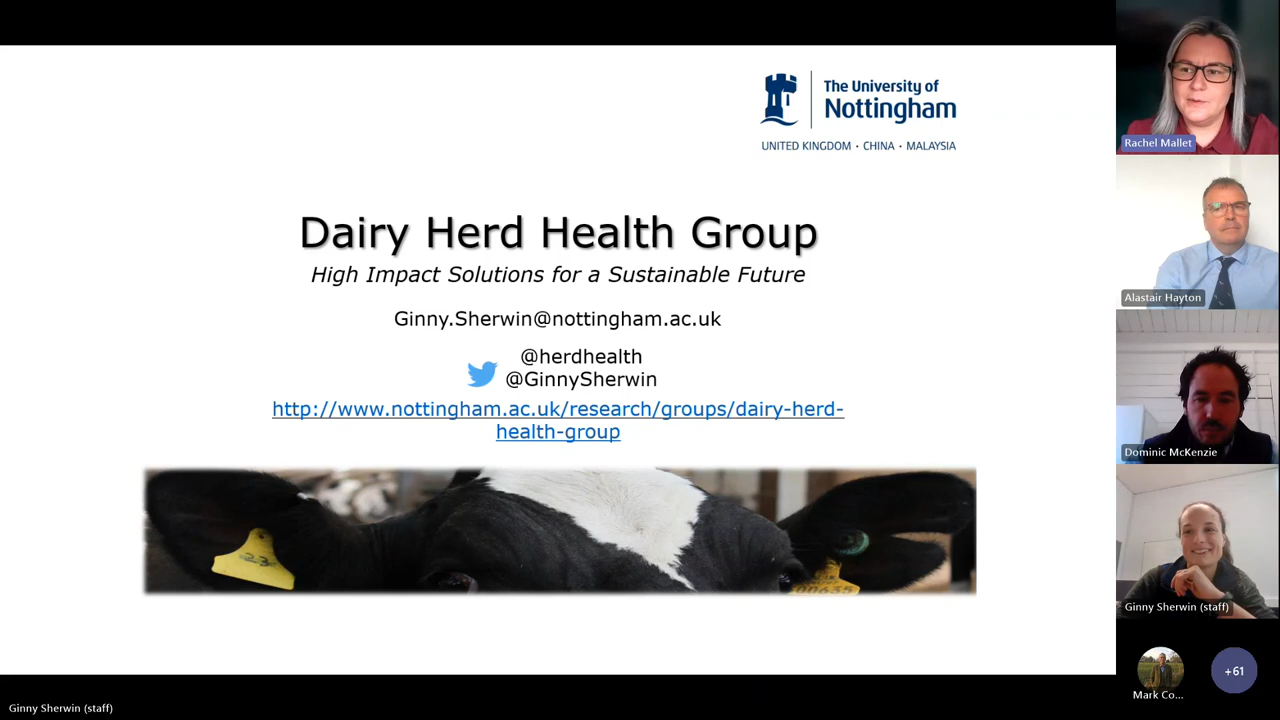 The University of
Nottingham
UNITED KINGDOM · CHINA · MALAYSIA
Dairy Herd Health Group
High Impact Solutions for a Sustainable Future
Ginny.Sherwin@nottingham.ac.uk
@herdhealth
@GinnySherwin
http://www.nottingham.ac.uk/research/groups/dairy-herd-
health-group
23
Rachel Mallet
Alastair Hayton
Dominic McKenzie
Ginny Sherwin (staff)
Mark Co...
+61
Ginny Sherwin (staff)